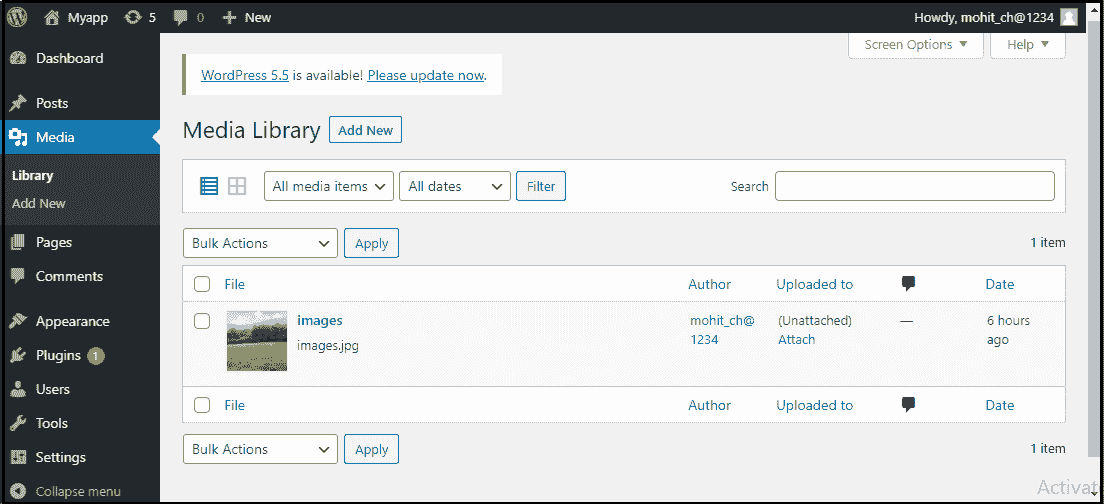 Myapp 5 0 New Howdy, mohit_ch@1234
Screen Options Help
WordPress 5.5 is available! Please update now.
Media Library Add New
All media items All dates Filter Search
Bulk Actions Apply 1 item
File Author Uploaded to Date
images mohit_ch@ (Unattached) — 6 hours
images.jpg 1234 Attach ago
File Author Uploaded to Date
Bulk Actions Apply 1 item
Dashboard
Posts
Media
Library
Add New
Pages
Comments
Appearance
Plugins 1
Users
Tools
Settings
Collapse menu
Activat